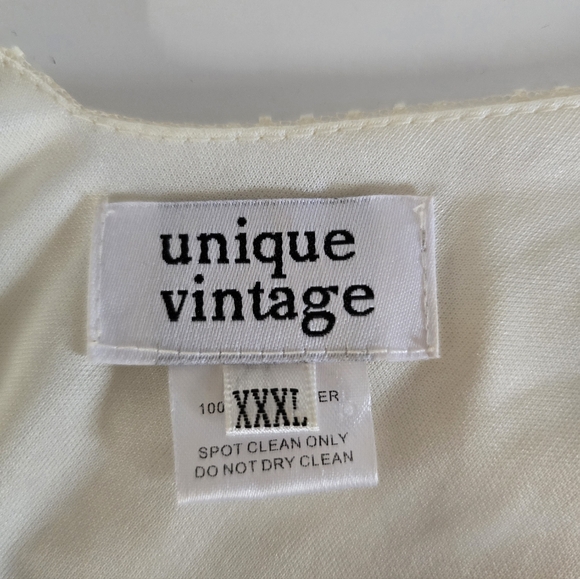 unique
vintage
XXXL
100 ER
SPOT CLEAN ONLY
DO NOT DRY CLEAN